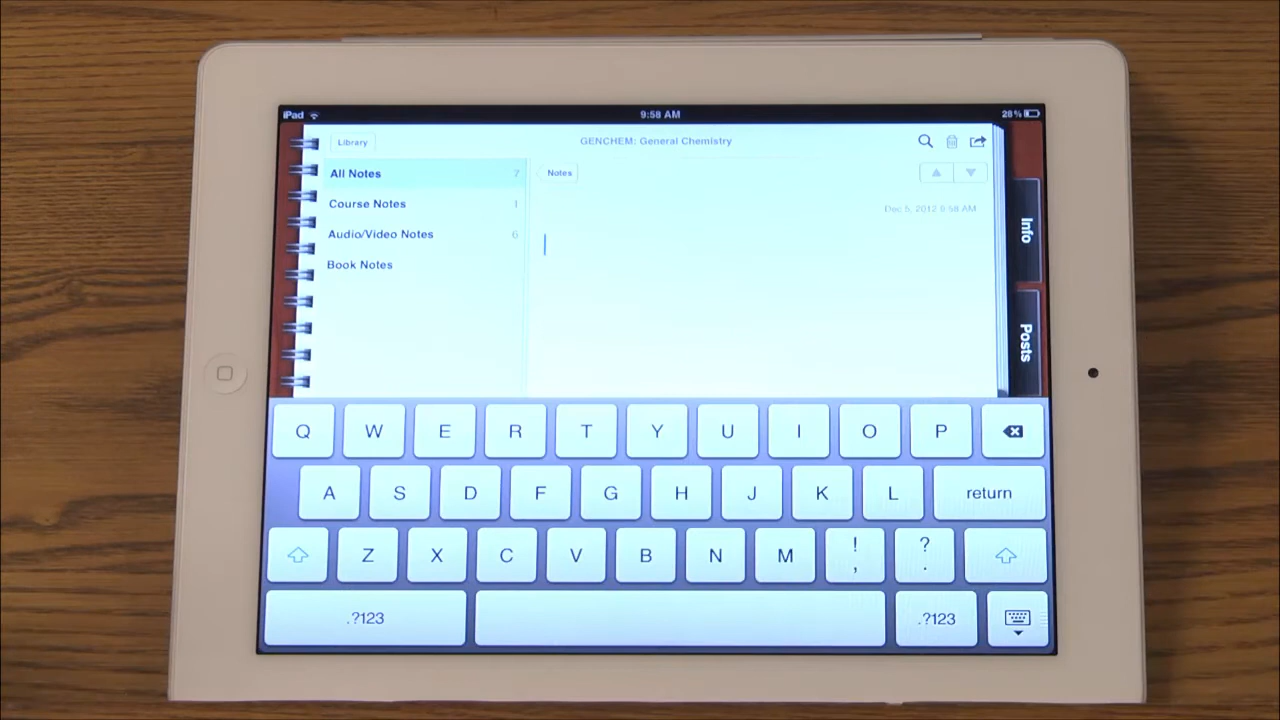 iPad 9:58 AM 28%
Library GENCHEM: General Chemistry
All Notes 7
Notes
Course Notes 1
Dec 5, 2012 9:58 AM
Audio/Video Notes 6
Book Notes
Info
Posts
Q W E R T Y U I O P
A S D F G H J K L return
Z X C V B N M ! , ? .
.?123 .?123